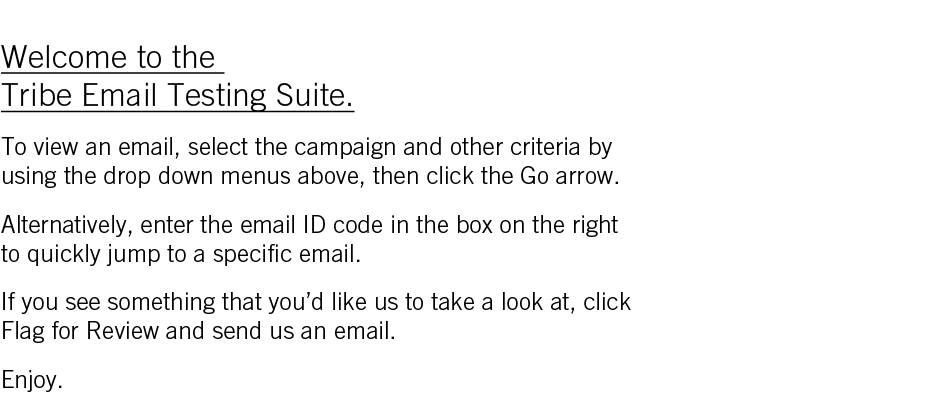 Welcome to the
Tribe Email Testing Suite.
To view an email, select the campaign and other criteria by
using the drop down menus above, then click the Go arrow.
Alternatively, enter the email ID code in the box on the right
to quickly jump to a specific email.
If you see something that you’d like us to take a look at, click
Flag for Review and send us an email.
Enjoy.